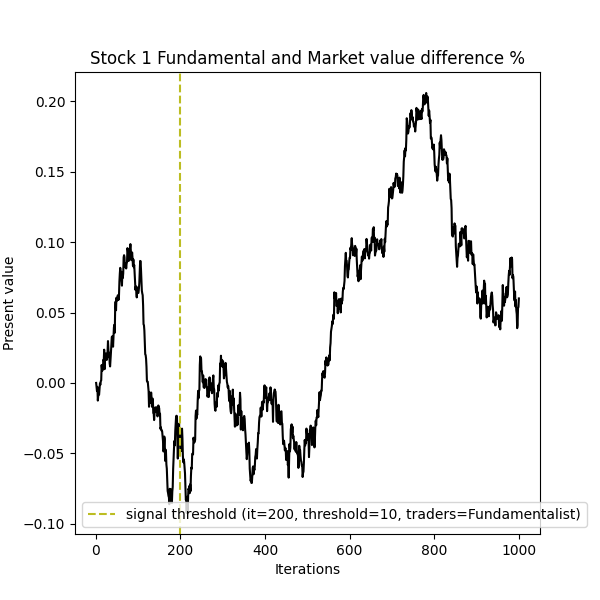 Stock 1 Fundamental and Market value difference %
Present value
0.20
0.15
0.10
0.05
0.00
−0.05
−0.10
signal threshold (it=200, threshold=10, traders=Fundamentalist)
0 200 400 600 800 1000
Iterations